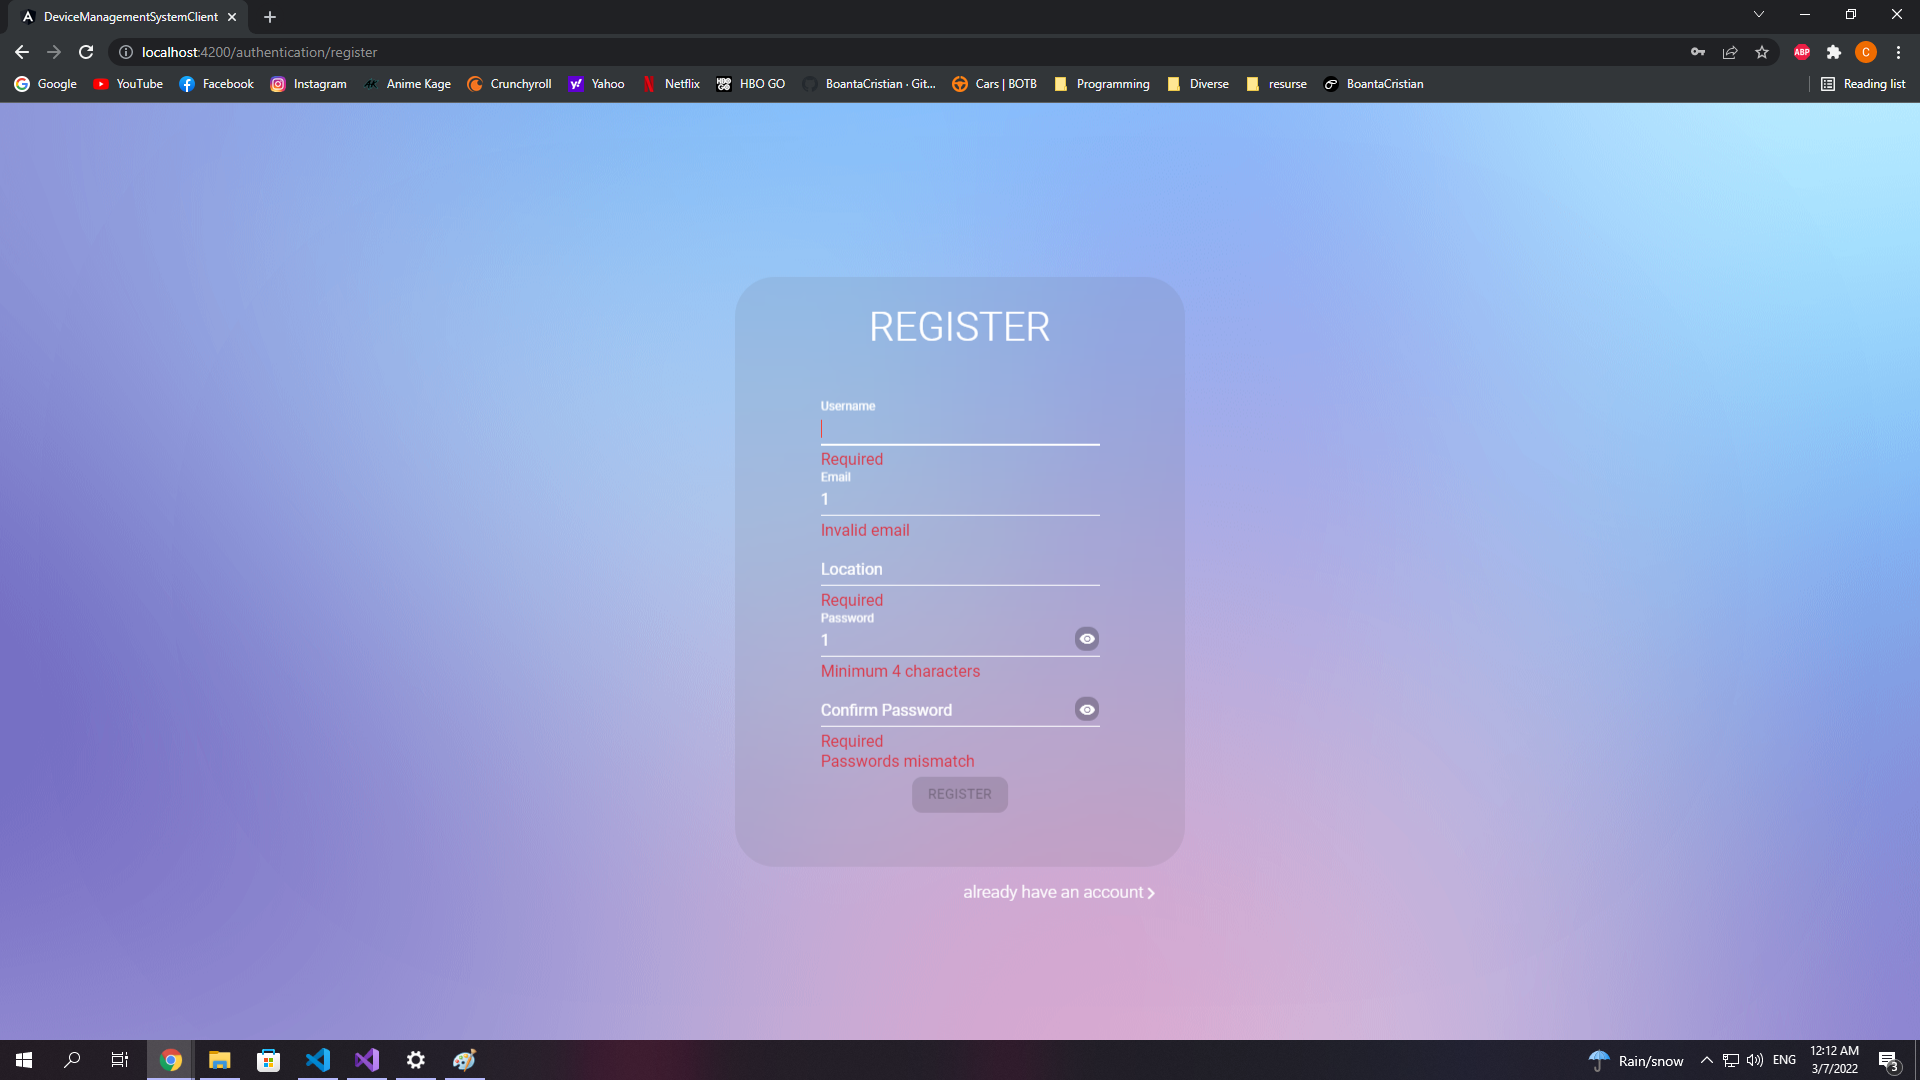 DeviceManagementSystemClient
localhost:4200/authentication/register
ABP
C
Google YouTube Facebook Instagram Anime Kage Crunchyroll Yahoo Netflix HBO GO BoantaCristian · Git... Cars | BOTB Programming Diverse resurse BoantaCristian Reading list
REGISTER
Username
Required
Email
1
Invalid email
Location
Required
Password
1
Minimum 4 characters
Confirm Password
Required
Passwords mismatch
REGISTER
already have an account
Rain/snow
ENG
12:12 AM
3/7/2022
3